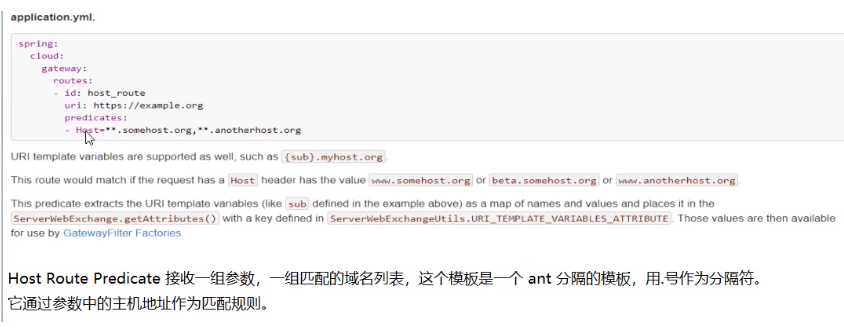 application.yml.
spring:
  cloud:
    gateway:
      routes:
      - id: host_route
        uri: https://example.org
        predicates:
        - Host=**.somehost.org,**.anotherhost.org
URI template variables are supported as well, such as {sub}.myhost.org.
This route would match if the request has a Host header has the value www.somehost.org or beta.somehost.org or www.anotherhost.org.
This predicate extracts the URI template variables (like sub defined in the example above) as a map of names and values and places it in the
ServerWebExchange.getAttributes() with a key defined in ServerWebExchangeUtils.URI_TEMPLATE_VARIABLES_ATTRIBUTE. Those values are then available
for use by GatewayFilter Factories
Host Route Predicate 接收一组参数，一组匹配的域名列表，这个模板是一个 ant 分隔的模板，用.号作为分隔符。
它通过参数中的主机地址作为匹配规则。